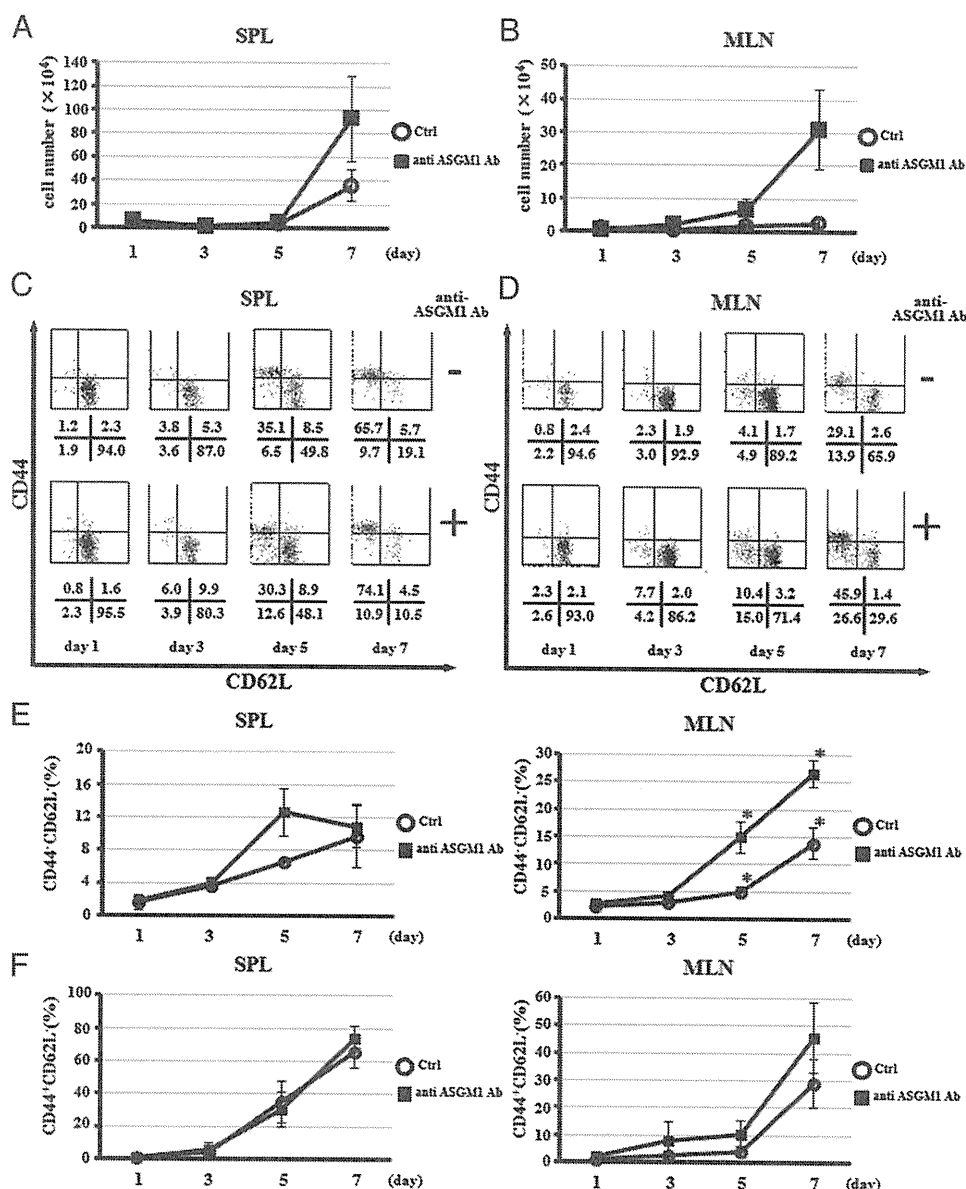 A
SPL
cell number (×10⁴)
140
120
100
80
60
40
20
0
1 3 5 7 (day)
Ctrl
anti ASGM1 Ab
B
MLN
cell number (×10⁴)
50
40
30
20
10
0
1 3 5 7 (day)
Ctrl
anti ASGM1 Ab
C
SPL
anti-
ASGM1 Ab
CD44
-
1.2 2.3 3.8 5.3 35.1 8.5 65.7 5.7
1.9 94.0 3.6 87.0 6.5 49.8 9.7 19.1
+
0.8 1.6 6.0 9.9 30.3 8.9 74.1 4.5
2.3 95.5 3.9 80.3 12.6 48.1 10.9 10.5
day 1 day 3 day 5 day 7
CD62L
D
MLN
anti-
ASGM1 Ab
CD44
-
0.8 2.4 2.3 1.9 4.1 1.7 29.1 2.6
2.2 94.6 3.0 92.9 4.9 89.2 13.9 65.9
+
2.3 2.1 7.7 2.0 10.4 3.2 45.9 1.4
2.6 93.0 4.2 86.2 15.0 71.4 26.6 29.6
day 1 day 3 day 5 day 7
CD62L
E
SPL
CD44⁻CD62L⁻(%)
20
16
12
8
4
0
1 3 5 7 (day)
Ctrl
anti ASGM1 Ab
MLN
CD44⁻CD62L⁻(%)
30
25
20
15
10
5
0
*
*
*
*
1 3 5 7 (day)
Ctrl
anti ASGM1 Ab
F
SPL
CD44⁺CD62L⁻(%)
100
80
60
40
20
0
1 3 5 7 (day)
Ctrl
anti ASGM1 Ab
MLN
CD44⁺CD62L⁻(%)
60
50
40
30
20
10
0
1 3 5 7 (day)
Ctrl
anti ASGM1 Ab